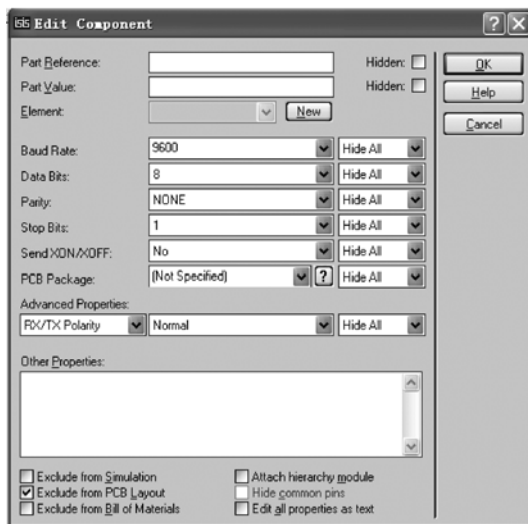 isis Edit Component
Part Reference: Hidden: OK
Part Value: Hidden: Help
Element: New Cancel
Baud Rate: 9600 Hide All
Data Bits: 8 Hide All
Parity: NONE Hide All
Stop Bits: 1 Hide All
Send XON/XOFF: No Hide All
PCB Package: (Not Specified) ? Hide All
Advanced Properties:
RX/TX Polarity Normal Hide All
Other Properties:
Exclude from Simulation Attach hierarchy module
Exclude from PCB Layout Hide common pins
Exclude from Bill of Materials Edit all properties as text